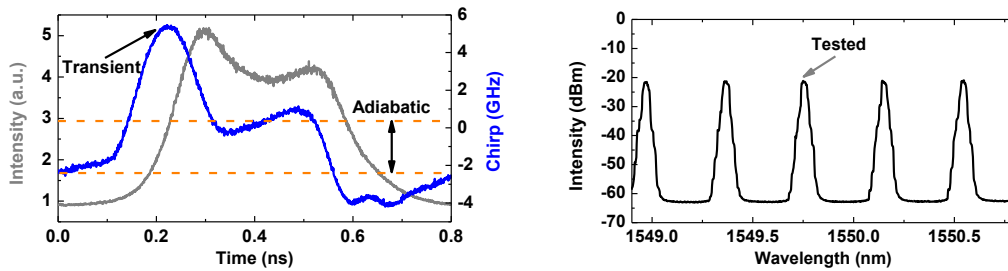 Intensity (a.u.)
5
4
3
2
1
Transient
Adiabatic
6
4
2
0
-2
-4
Chirp (GHz)
0.0 0.2 0.4 0.6 0.8
Time (ns)
Intensity (dBm)
0
-10
-20
-30
-40
-50
-60
-70
Tested
1549.0 1549.5 1550.0 1550.5
Wavelength (nm)